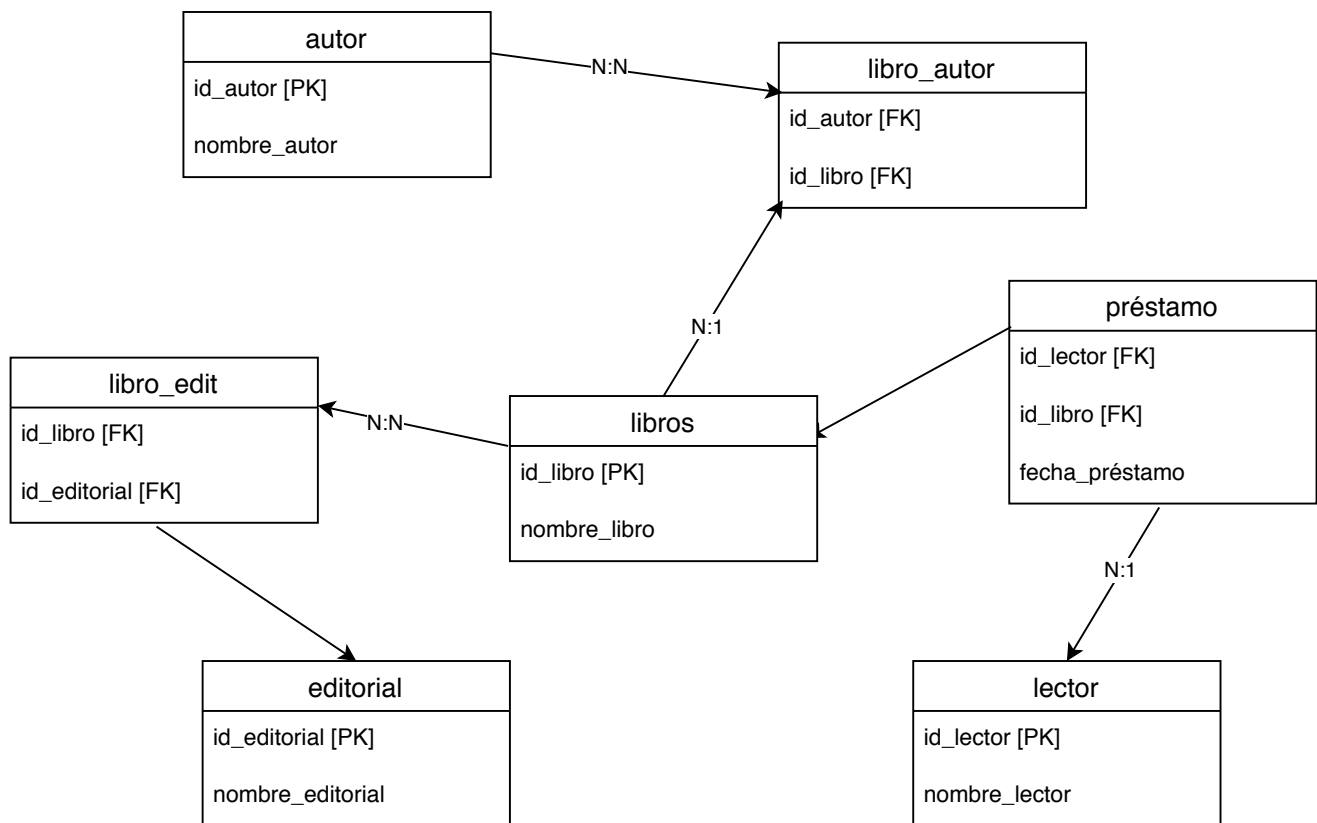 autor
id_autor [PK]
nombre_autor
N:N
libro_autor
id_autor [FK]
id_libro [FK]
N:1
préstamo
id_lector [FK]
id_libro [FK]
fecha_préstamo
libro_edit
id_libro [FK]
id_editorial [FK]
N:N
libros
id_libro [PK]
nombre_libro
N:1
editorial
id_editorial [PK]
nombre_editorial
lector
id_lector [PK]
nombre_lector